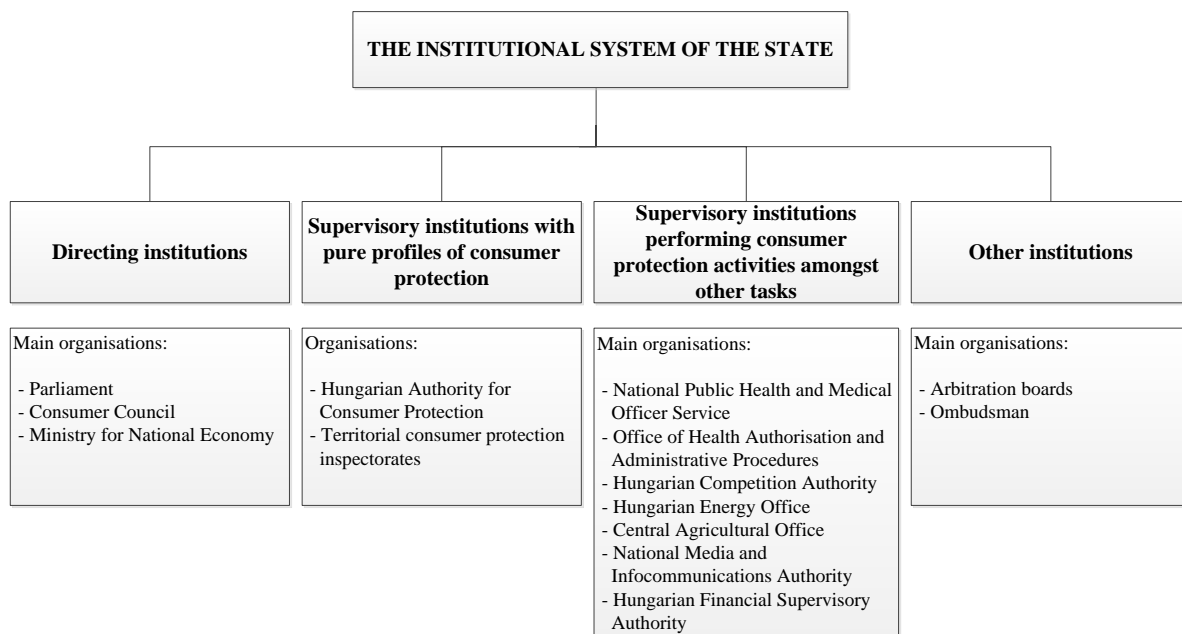 THE INSTITUTIONAL SYSTEM OF THE STATE
Directing institutions
Supervisory institutions with
pure profiles of consumer
protection
Supervisory institutions
performing consumer
protection activities amongst
other tasks
Other institutions
Main organisations:
- Parliament
- Consumer Council
- Ministry for National Economy
Organisations:
- Hungarian Authority for
Consumer Protection
- Territorial consumer protection
inspectorates
Main organisations:
- National Public Health and Medical
Officer Service
- Office of Health Authorisation and
Administrative Procedures
- Hungarian Competition Authority
- Hungarian Energy Office
- Central Agricultural Office
- National Media and
Infocommunications Authority
- Hungarian Financial Supervisory
Authority
Main organisations:
- Arbitration boards
- Ombudsman